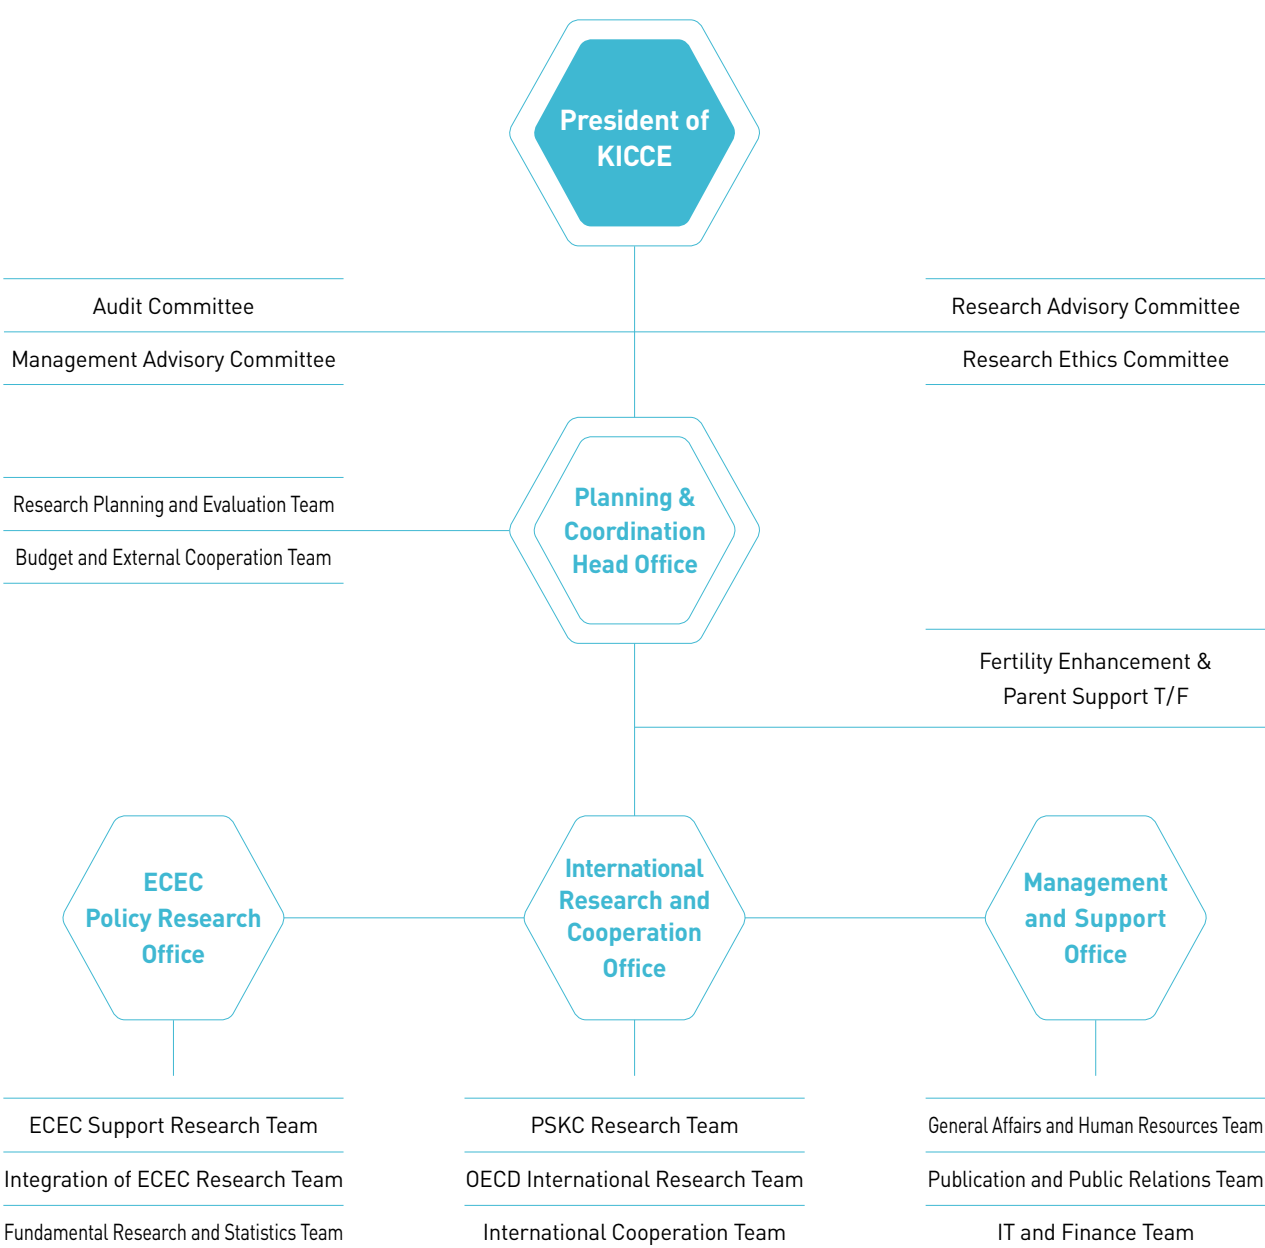 President of
KICCE
Audit Committee
Management Advisory Committee
Research Advisory Committee
Research Ethics Committee
Research Planning and Evaluation Team
Budget and External Cooperation Team
Planning &
Coordination
Head Office
Fertility Enhancement &
Parent Support T/F
ECEC
Policy Research
Office
International
Research and
Cooperation
Office
Management
and Support
Office
ECEC Support Research Team
Integration of ECEC Research Team
Fundamental Research and Statistics Team
PSKC Research Team
OECD International Research Team
International Cooperation Team
General Affairs and Human Resources Team
Publication and Public Relations Team
IT and Finance Team